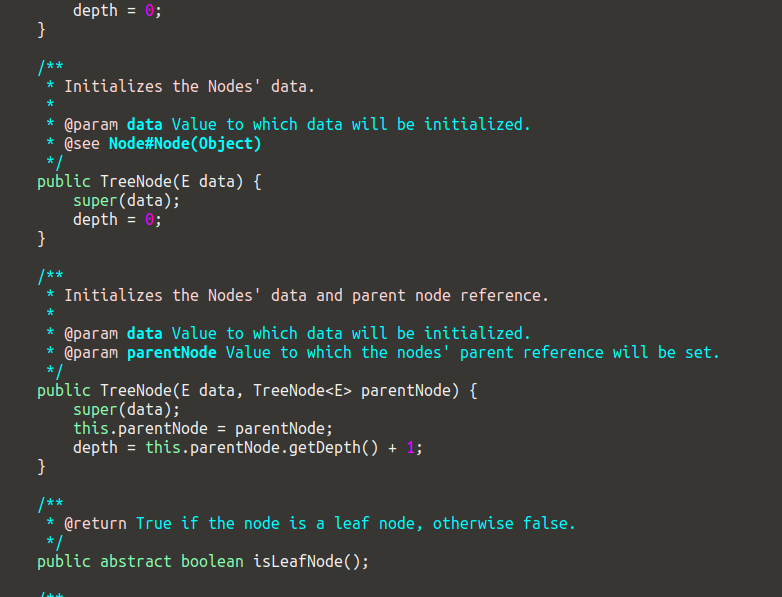 depth = 0;
}
/**
* Initializes the Nodes' data.
*
* @param data Value to which data will be initialized.
* @see Node#Node(Object)
*/
public TreeNode(E data) {
super(data);
depth = 0;
}
/**
* Initializes the Nodes' data and parent node reference.
*
* @param data Value to which data will be initialized.
* @param parentNode Value to which the nodes' parent reference will be set.
*/
public TreeNode(E data, TreeNode<E> parentNode) {
super(data);
this.parentNode = parentNode;
depth = this.parentNode.getDepth() + 1;
}
/**
* @return True if the node is a leaf node, otherwise false.
*/
public abstract boolean isLeafNode();
/**